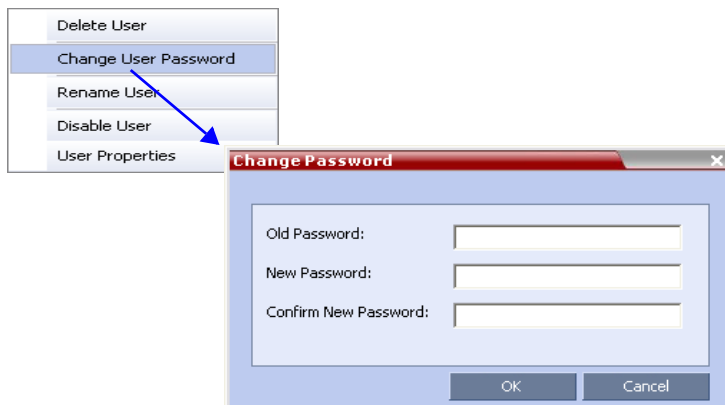 Delete User
Change User Password
Rename User
Disable User
User Properties
Change Password
Old Password:
New Password:
Confirm New Password:
OK Cancel